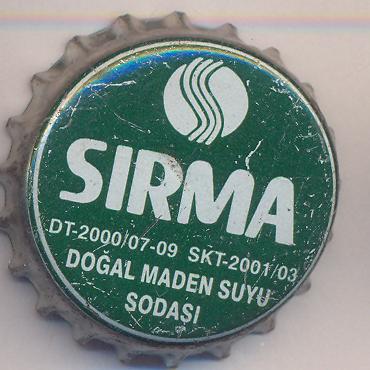 SIRMA
DT-2000/07-09 SKT-2001/03
DOĞAL MADEN SUYU
SODASI